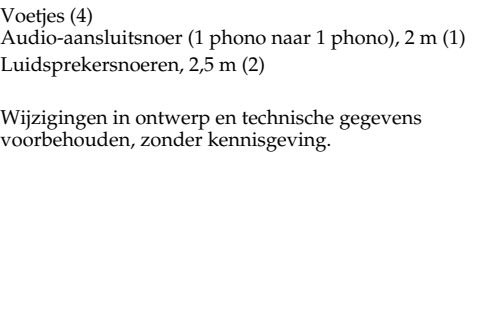 Voetjes (4)
Audio-aansluitsnoer (1 phono naar 1 phono), 2 m (1)
Luidsprekersnoeren, 2,5 m (2)
Wijzigingen in ontwerp en technische gegevens
voorbehouden, zonder kennisgeving.